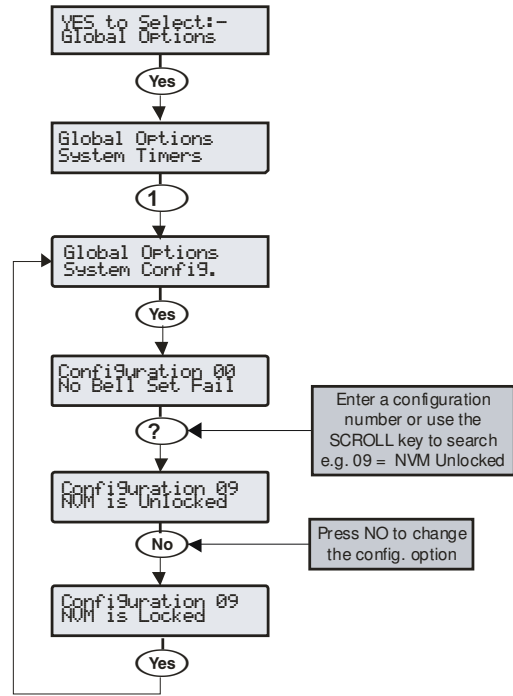 YES to Select:-
Global Options
Yes
Global Options
System Timers
1
Global Options
System Config.
Yes
Configuration 00
No Bell Set Fail
Enter a configuration
number or use the
SCROLL key to search
e.g. 09 = NVM Unlocked
?
Configuration 09
NVM is Unlocked
Press NO to change
the config. option
No
Configuration 09
NVM is Locked
Yes